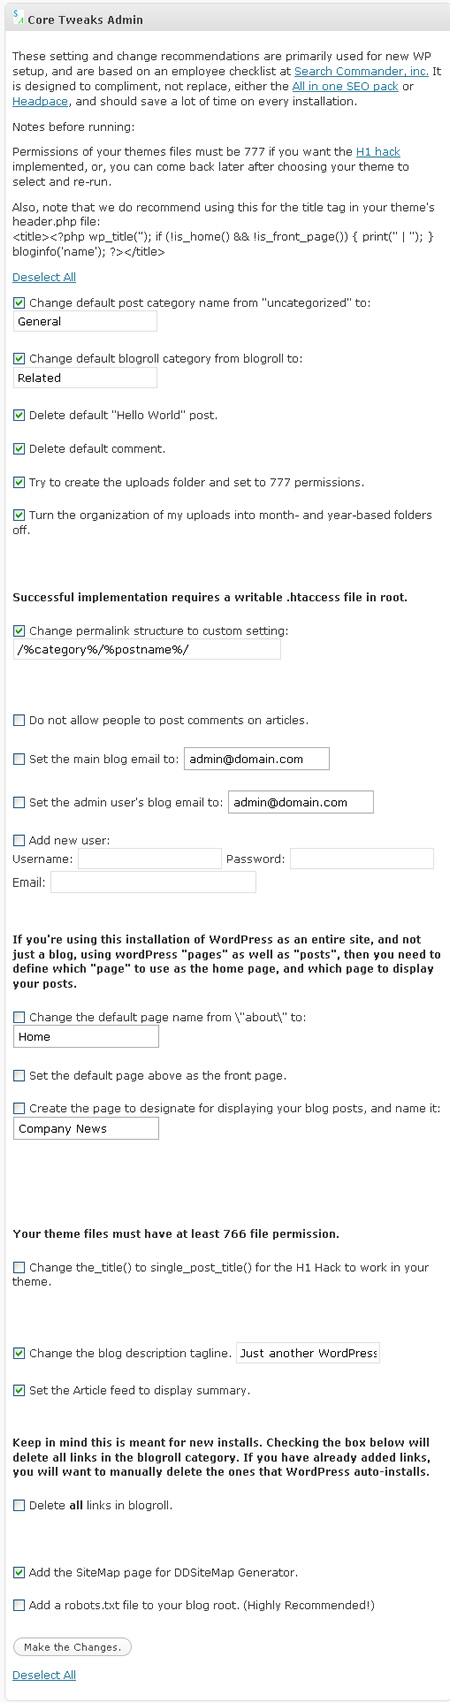 Core Tweaks Admin
These setting and change recommendations are primarily used for new WP
setup, and are based on an employee checklist at Search Commander, inc. It
is designed to compliment, not replace, either the All in one SEO pack or
Headpace, and should save a lot of time on every installation.
Notes before running:
Permissions of your themes files must be 777 if you want the H1 hack
implemented, or, you can come back later after choosing your theme to
select and re-run.
Also, note that we do recommend using this for the title tag in your theme's
header.php file:
<title><?php wp_title(''); if (!is_home() && !is_front_page()) { print(" | "); }
bloginfo('name'); ?></title>
Deselect All
Change default post category name from "uncategorized" to:
General
Change default blogroll category from blogroll to:
Related
Delete default "Hello World" post.
Delete default comment.
Try to create the uploads folder and set to 777 permissions.
Turn the organization of my uploads into month- and year-based folders
off.
Successful implementation requires a writable .htaccess file in root.
Change permalink structure to custom setting:
/%category%/%postname%/
Do not allow people to post comments on articles.
Set the main blog email to: admin@domain.com
Set the admin user's blog email to: admin@domain.com
Add new user:
Username: Password:
Email:
If you're using this installation of WordPress as an entire site, and not
just a blog, using wordPress "pages" as well as "posts", then you need to
define which "page" to use as the home page, and which page to display
your posts.
Change the default page name from \"about\" to:
Home
Set the default page above as the front page.
Create the page to designate for displaying your blog posts, and name it:
Company News
Your theme files must have at least 766 file permission.
Change the_title() to single_post_title() for the H1 Hack to work in your
theme.
Change the blog description tagline. Just another WordPress
Set the Article feed to display summary.
Keep in mind this is meant for new installs. Checking the box below will
delete all links in the blogroll category. If you have already added links,
you will want to manually delete the ones that WordPress auto-installs.
Delete all links in blogroll.
Add the SiteMap page for DDSiteMap Generator.
Add a robots.txt file to your blog root. (Highly Recommended!)
Make the Changes.
Deselect All